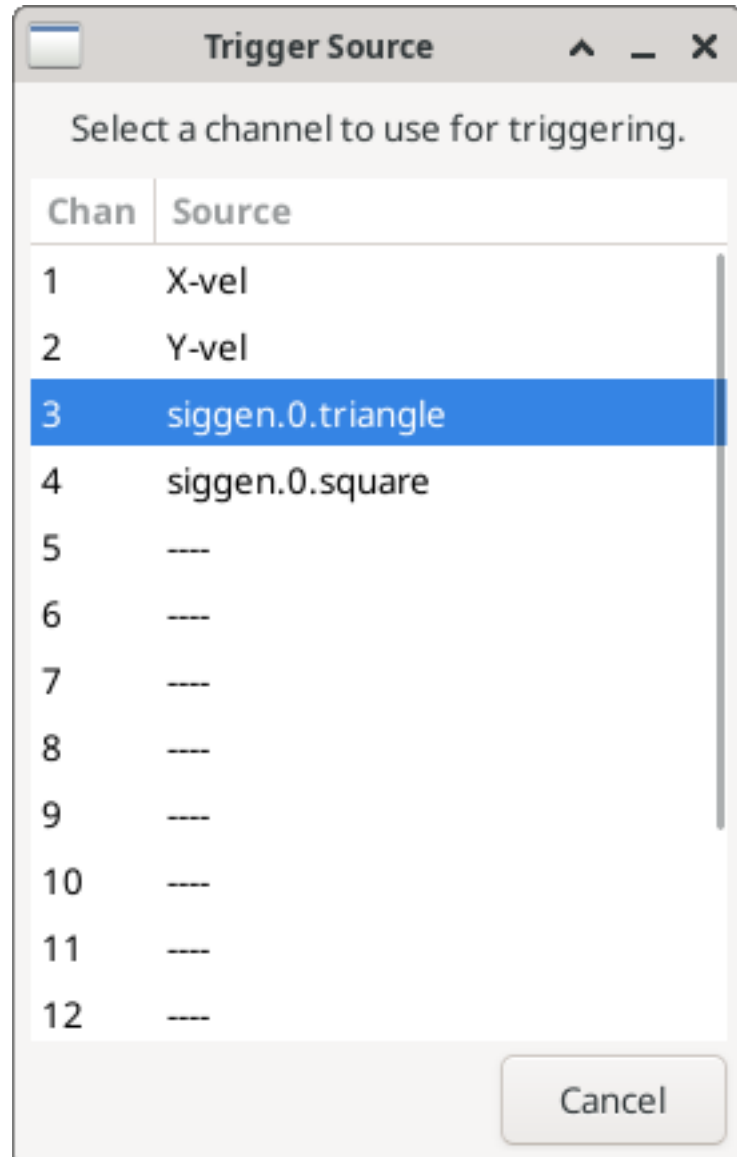 Trigger Source
Select a channel to use for triggering.
Chan Source
1 X-vel
2 Y-vel
3 siggen.0.triangle
4 siggen.0.square
5 ----
6 ----
7 ----
8 ----
9 ----
10 ----
11 ----
12 ----
Cancel